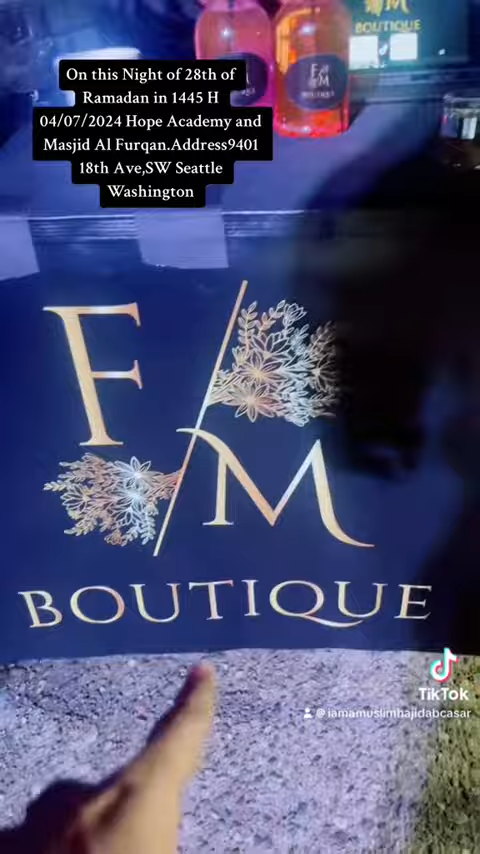 BOUTIQUE
F M
BOUTIQUE
On this Night of 28th of
Ramadan in 1445 H
04/07/2024 Hope Academy and
Masjid Al Furqan.Address9401
18th Ave,SW Seattle
Washington
F
M
BOUTIQUE
TikTok
@iamamuslimhajidabcasar